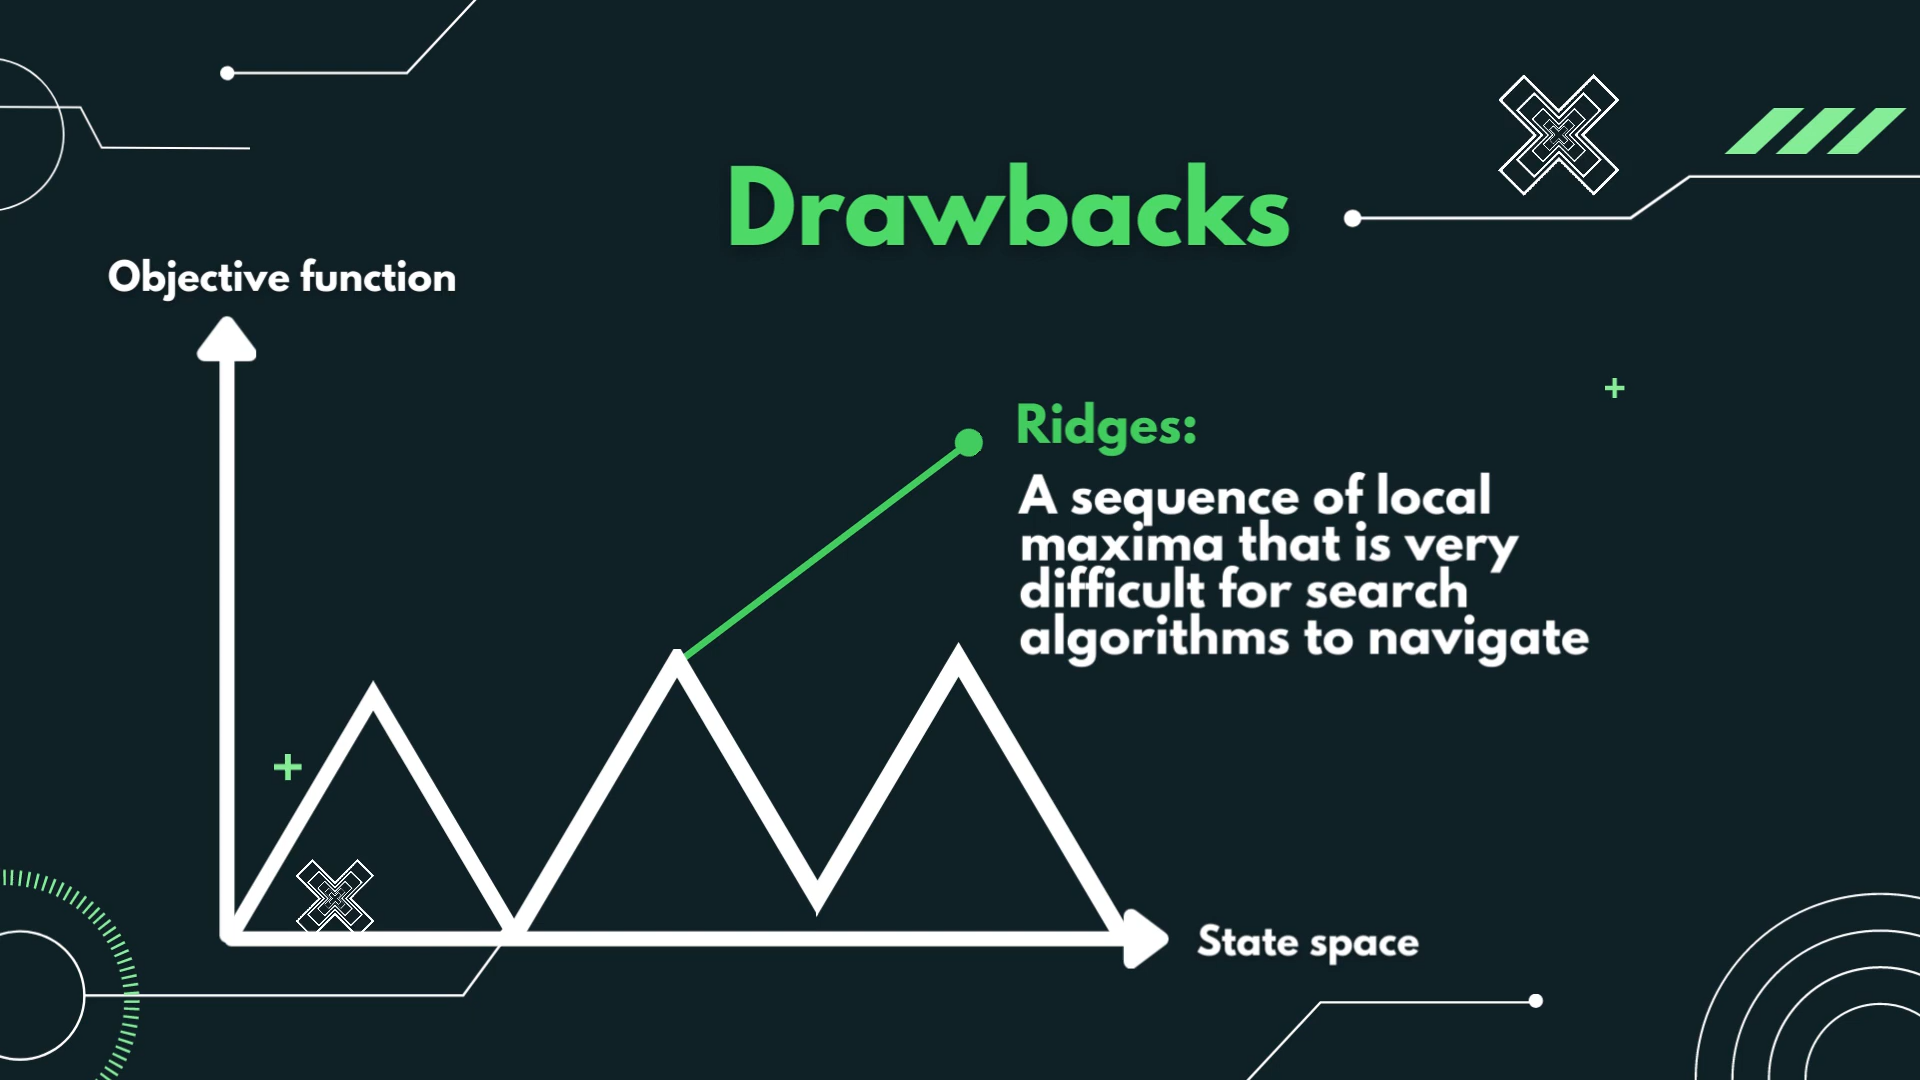 Drawbacks
Objective function
Ridges:
A sequence of local
maxima that is very
difficult for search
algorithms to navigate
State space